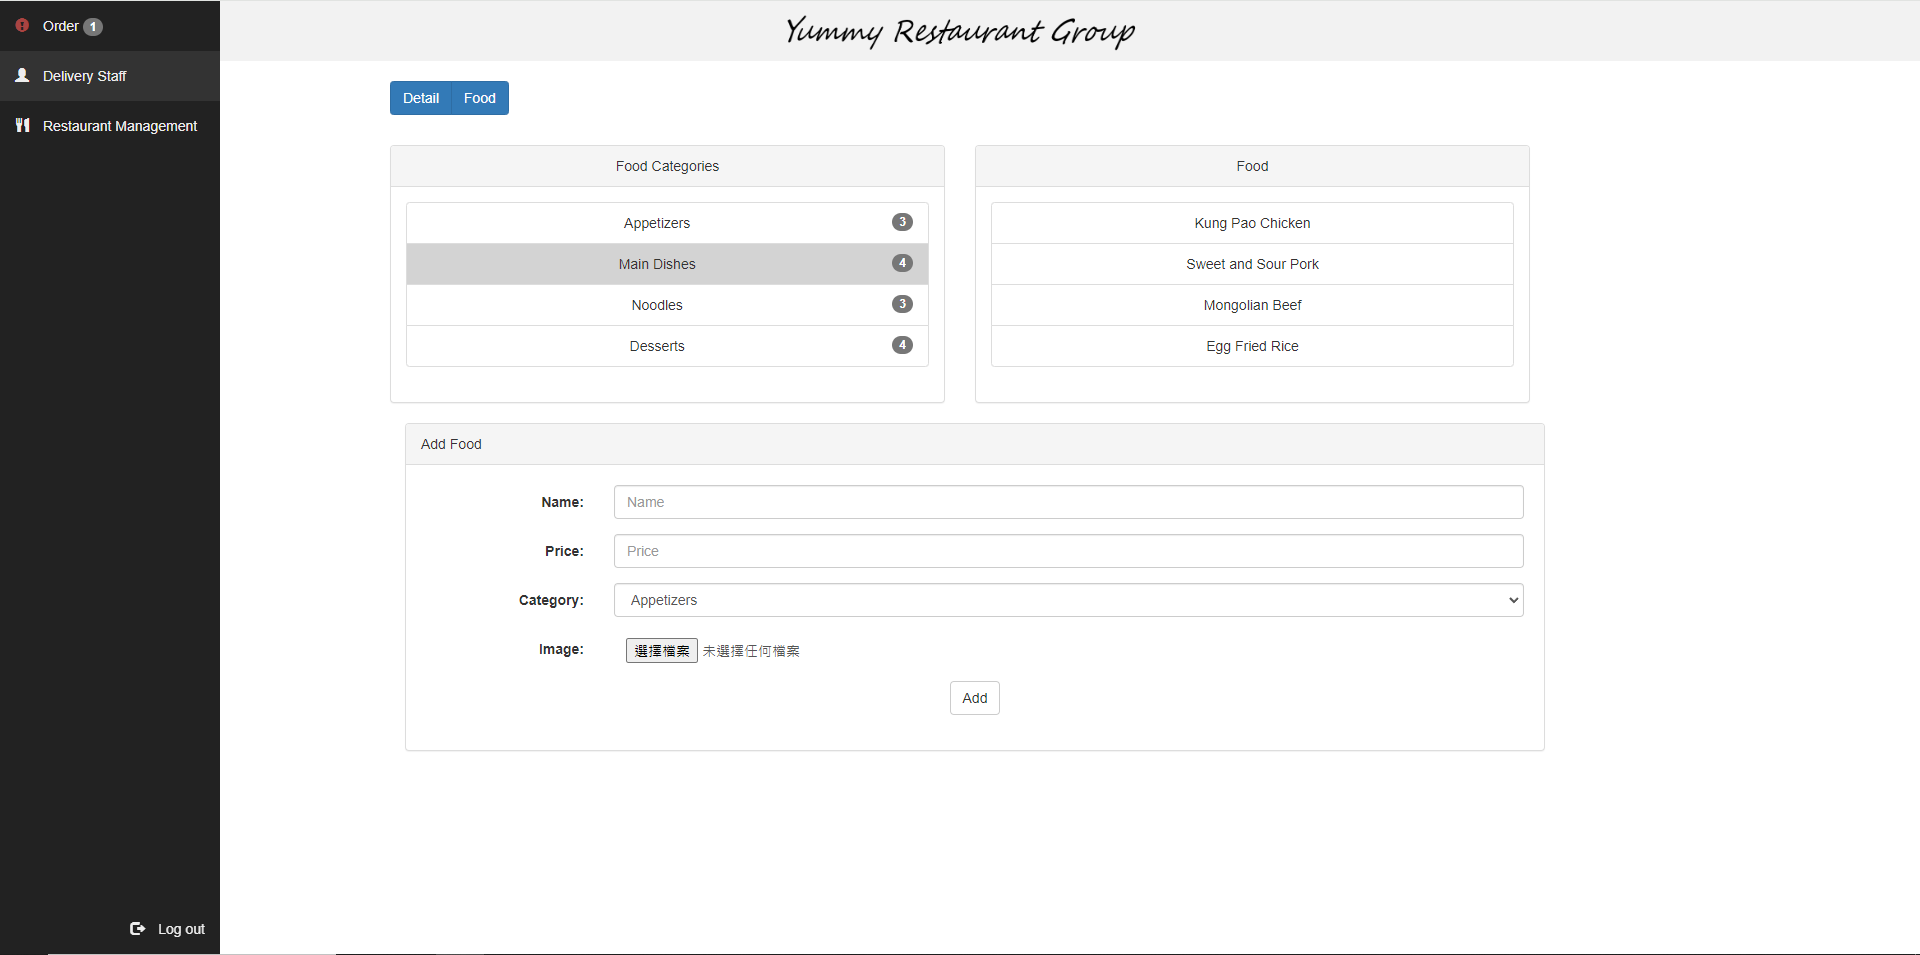 Order 1
Delivery Staff
Restaurant Management
Log out
Yummy Restaurant Group
Detail Food
Food Categories
Appetizers 3
Main Dishes 4
Noodles 3
Desserts 4
Food
Kung Pao Chicken
Sweet and Sour Pork
Mongolian Beef
Egg Fried Rice
Add Food
Name: Name
Price: Price
Category: Appetizers
Image: 選擇檔案 未選擇任何檔案
Add